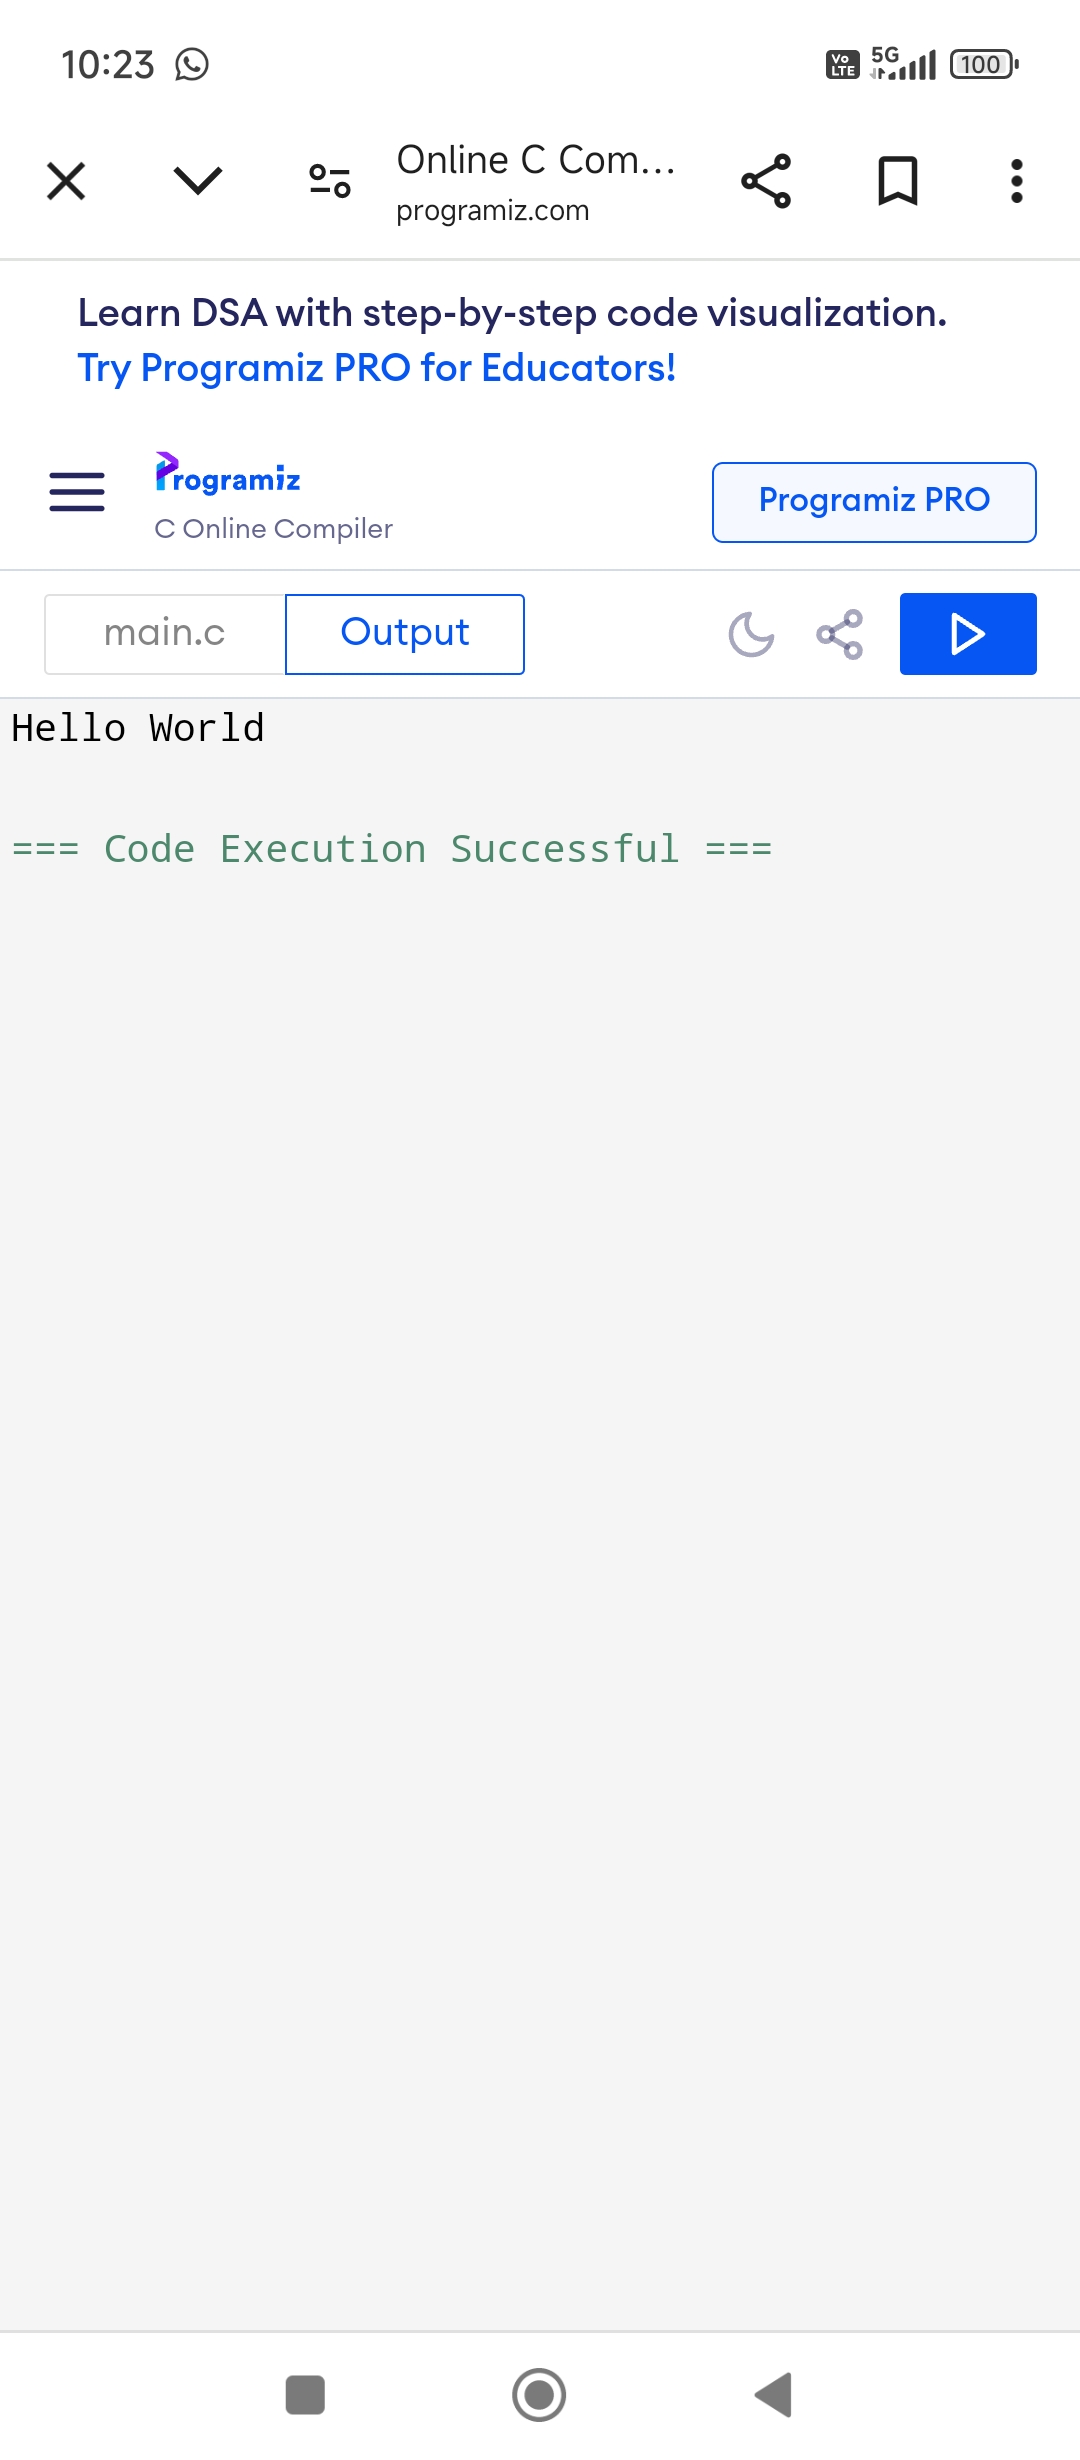 10:23 Vo LTE 5G 100
Online C Com...
programiz.com
Learn DSA with step-by-step code visualization.
Try Programiz PRO for Educators!
Programiz
C Online Compiler
Programiz PRO
main.c Output
Hello World
=== Code Execution Successful ===